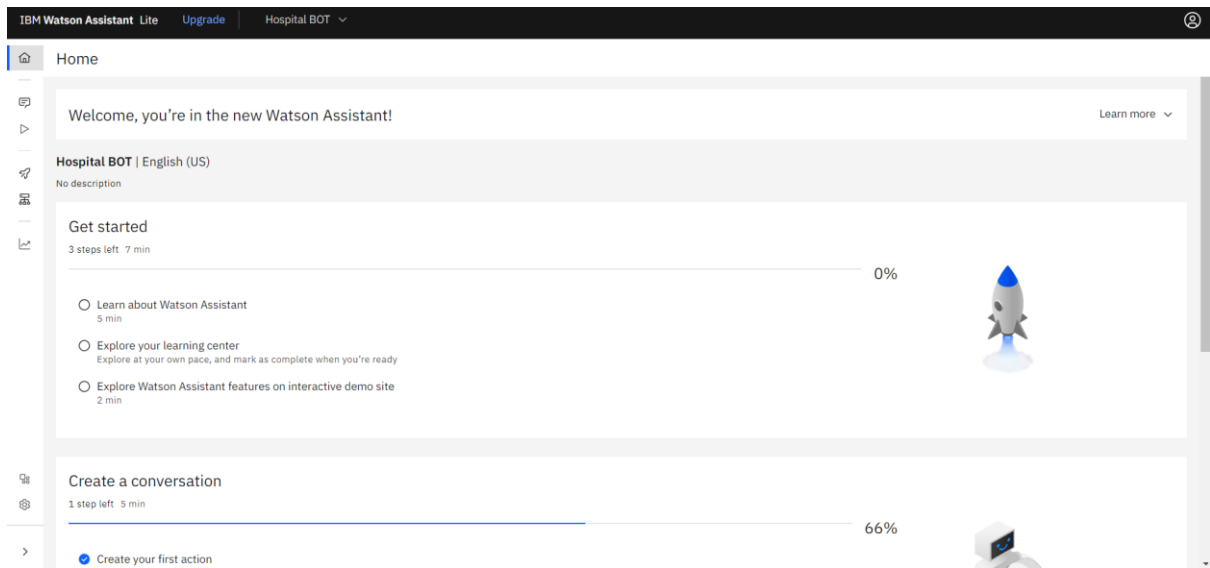 IBM Watson Assistant Lite Upgrade Hospital BOT
Home
Welcome, you're in the new Watson Assistant! Learn more
Hospital BOT | English (US)
No description
Get started
3 steps left 7 min
0%
Learn about Watson Assistant
5 min
Explore your learning center
Explore at your own pace, and mark as complete when you're ready
Explore Watson Assistant features on interactive demo site
2 min
Create a conversation
1 step left 5 min
66%
Create your first action